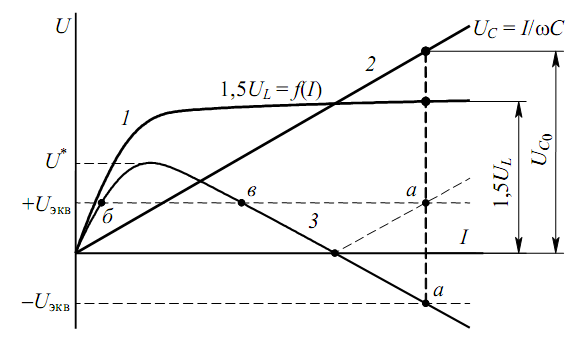 U
U_C = I/ωC
2
1,5U_L = f(I)
1
U*
+U_экв
б
в
a
3
I
1,5U_L
U_C0
–U_экв
a